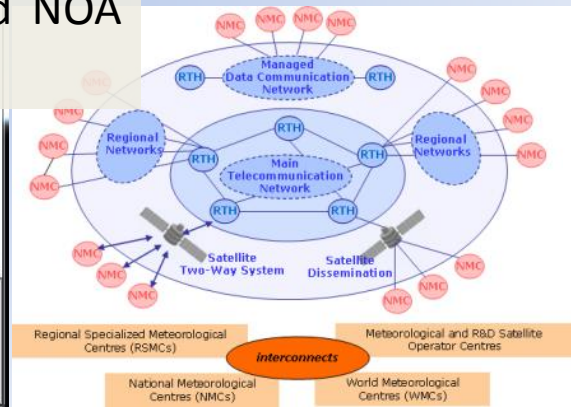 NOA
NMC
NMC
NMC
NMC
Managed
Data Communication
Network
RTH
RTH
NMC
NMC
NMC
NMC
NMC
NMC
NMC
NMC
Regional
Networks
Regional
Networks
RTH
RTH
RTH
Main
Telecommunication
Network
RTH
RTH
Satellite
Two-Way System
Satellite
Dissemination
NMC
NMC
NMC
NMC
NMC
NMC
Regional Specialized Meteorological
Centres (RSMCs)
Meteorological and R&D Satellite
Operator Centres
interconnects
National Meteorological
Centres (NMCs)
World Meteorological
Centres (WMCs)